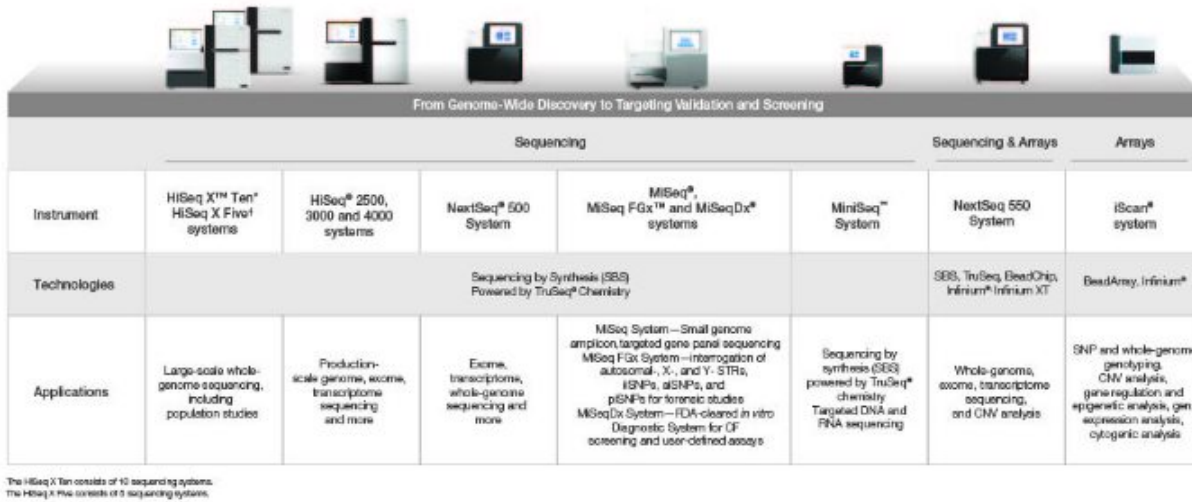 From Genome-Wide Discovery to Targeting Validation and Screening
Sequencing
Sequencing & Arrays
Arrays
Instrument
HiSeq X™ Ten*
HiSeq X Five†
systems
HiSeq® 2500,
3000 and 4000
systems
NextSeq® 500
System
MiSeq®,
MiSeq FGx™ and MiSeqDx®
systems
MiniSeq™
System
NextSeq 550
System
iScan®
system
Technologies
Sequencing by Synthesis (SBS)
Powered by TruSeq® Chemistry
SBS, TruSeq, BeadChip,
Infinium® Infinium XT
BeadArray, Infinium®
Applications
Large-scale whole-
genome sequencing,
including
population studies
Production-
scale genome, exome,
transcriptome
sequencing
and more
Exome,
transcriptome,
whole-genome
sequencing and
more
MiSeq System—Small genome
amplicon, targeted gene panel sequencing
MiSeq FGx System—interrogation of
autosomal-, X-, and Y- STRs,
iiSNPs, aiSNPs, and
piSNPs for forensic studies
MiSeqDx System—FDA-cleared in vitro
Diagnostic System for CF
screening and user-defined assays
Sequencing by
synthesis (SBS)
powered by TruSeq®
chemistry
Targeted DNA and
RNA sequencing
Whole-genome,
exome, transcriptome
sequencing,
and CNV analysis
SNP and whole-genome
genotyping,
CNV analysis,
gene regulation and
epigenetic analysis, gen
expression analysis,
cytogenic analysis
The HiSeq X Ten consists of 10 sequencing systems.
The HiSeq X Five consists of 5 sequencing systems.